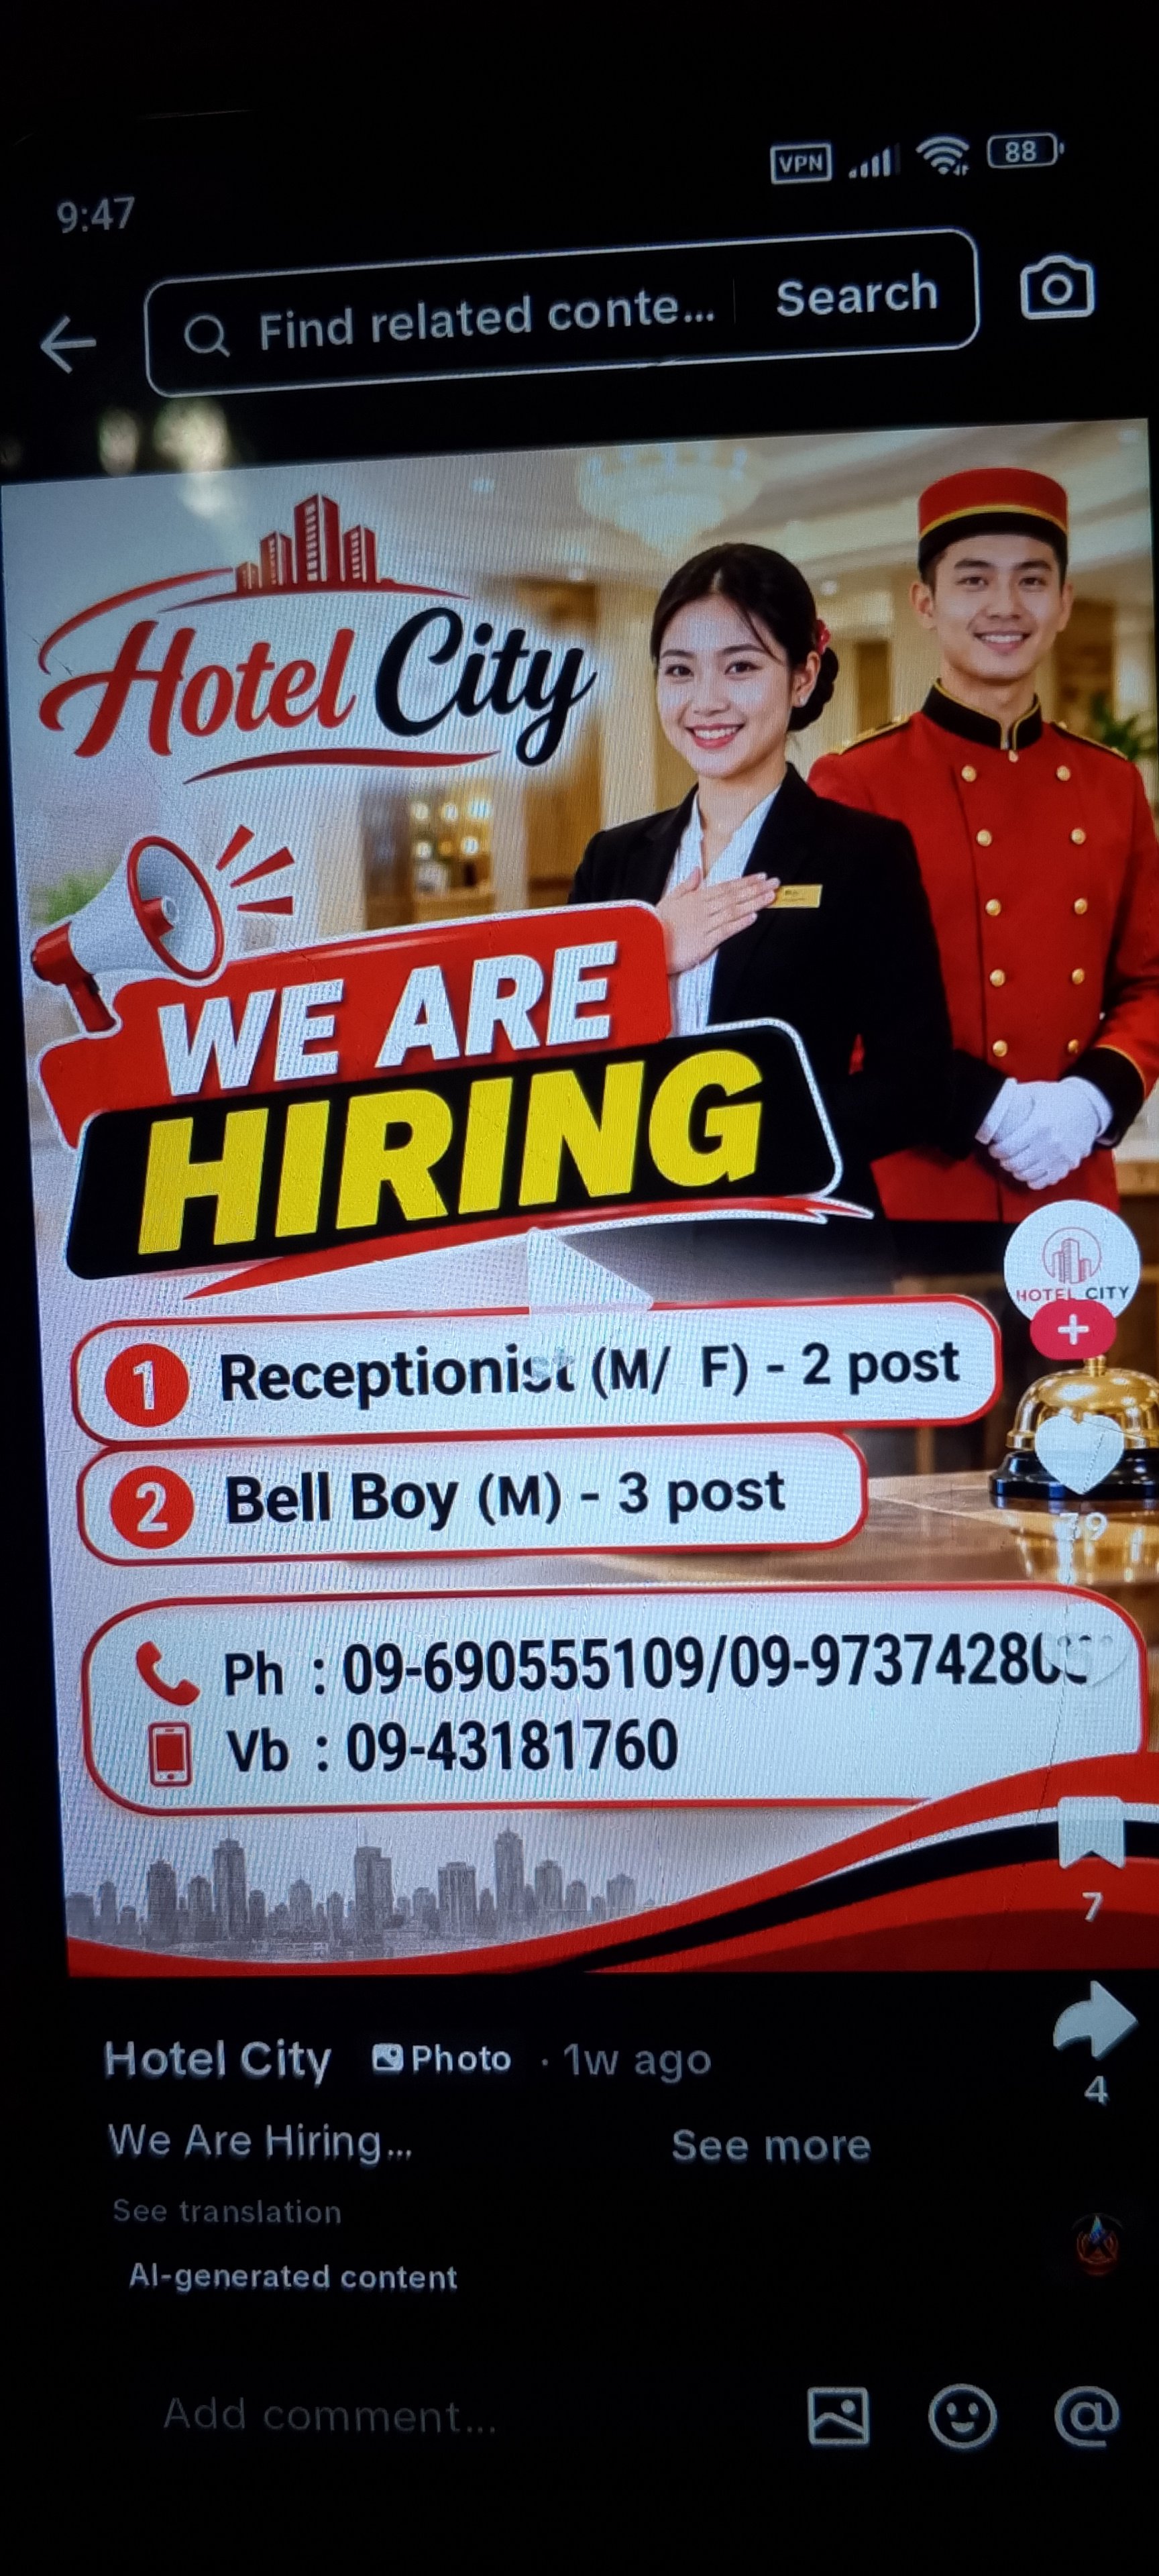 9:47
VPN
88
Find related conte...
Search
Hotel City
WE ARE
HIRING
1 Receptionist (M/ F) - 2 post
HOTEL CITY
2 Bell Boy (M) - 3 post
Ph : 09-690555109/
Vb : 09-43181760
7
4
Hotel City Photo · 1w ago
We Are Hiring...
See more
See translation
AI-generated content
Add comment...